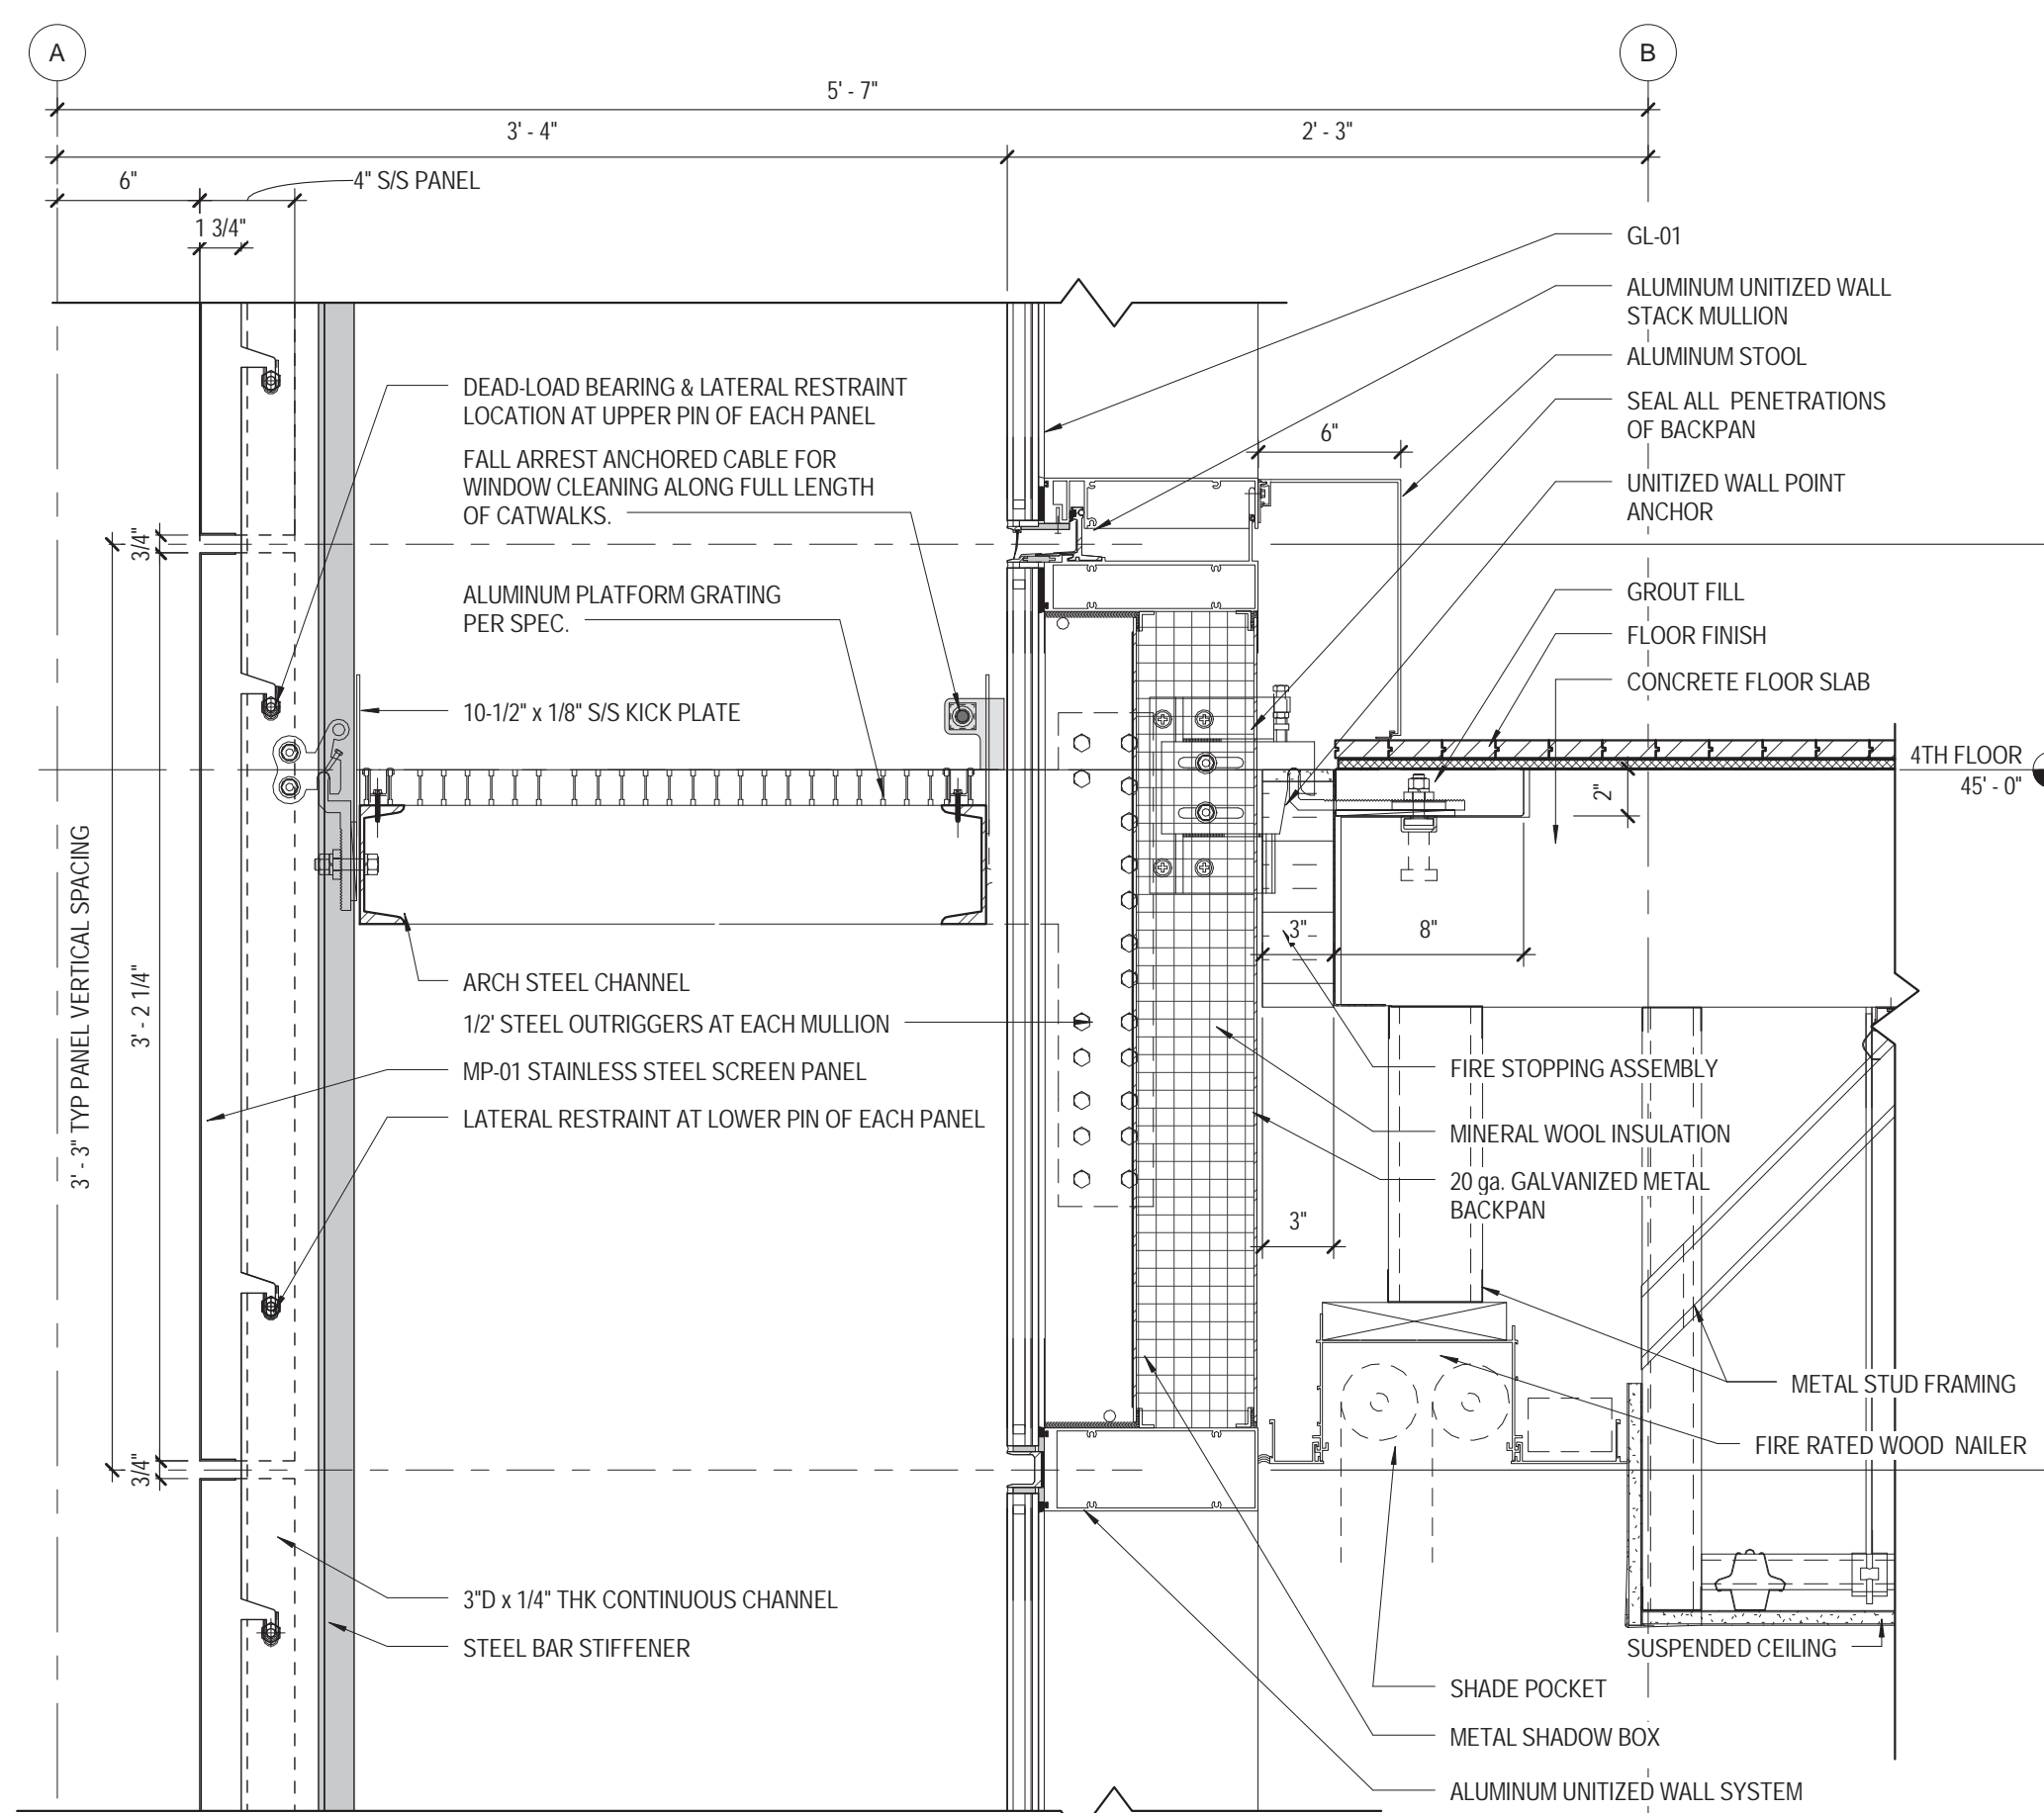 A
B
5' - 7"
3' - 4"
2' - 3"
6"
4" S/S PANEL
1 3/4"
GL-01
ALUMINUM UNITIZED WALL
STACK MULLION
ALUMINUM STOOL
SEAL ALL PENETRATIONS
OF BACKPAN
UNITIZED WALL POINT
ANCHOR
6"
DEAD-LOAD BEARING & LATERAL RESTRAINT
LOCATION AT UPPER PIN OF EACH PANEL
FALL ARREST ANCHORED CABLE FOR
WINDOW CLEANING ALONG FULL LENGTH
OF CATWALKS.
3/4"
ALUMINUM PLATFORM GRATING
PER SPEC.
GROUT FILL
FLOOR FINISH
CONCRETE FLOOR SLAB
10-1/2" x 1/8" S/S KICK PLATE
4TH FLOOR
45' - 0"
2"
3' - 3" TYP PANEL VERTICAL SPACING
3' - 2 1/4"
3"
8"
ARCH STEEL CHANNEL
1/2' STEEL OUTRIGGERS AT EACH MULLION
MP-01 STAINLESS STEEL SCREEN PANEL
LATERAL RESTRAINT AT LOWER PIN OF EACH PANEL
FIRE STOPPING ASSEMBLY
MINERAL WOOL INSULATION
20 ga. GALVANIZED METAL
BACKPAN
3"
METAL STUD FRAMING
FIRE RATED WOOD NAILER
3/4"
3"D x 1/4" THK CONTINUOUS CHANNEL
STEEL BAR STIFFENER
SUSPENDED CEILING
SHADE POCKET
METAL SHADOW BOX
ALUMINUM UNITIZED WALL SYSTEM